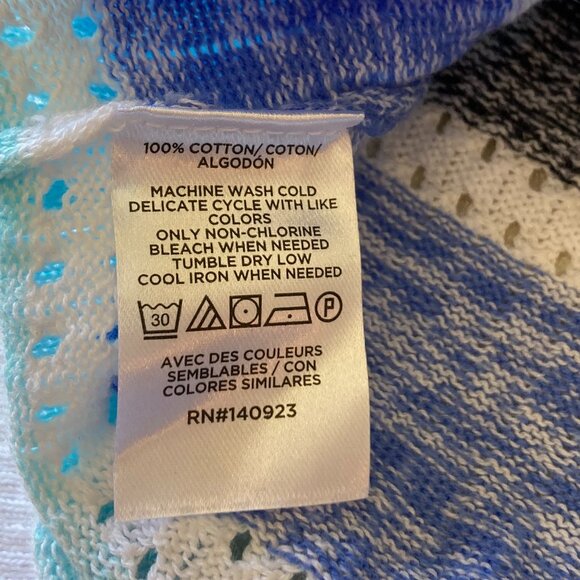 100% COTTON/COTON/
ALGODÓN
MACHINE WASH COLD
DELICATE CYCLE WITH LIKE
COLORS
ONLY NON-CHLORINE
BLEACH WHEN NEEDED
TUMBLE DRY LOW
COOL IRON WHEN NEEDED
30 P
AVEC DES COULEURS
SEMBLABLES / CON
COLORES SIMILARES
RN#140923